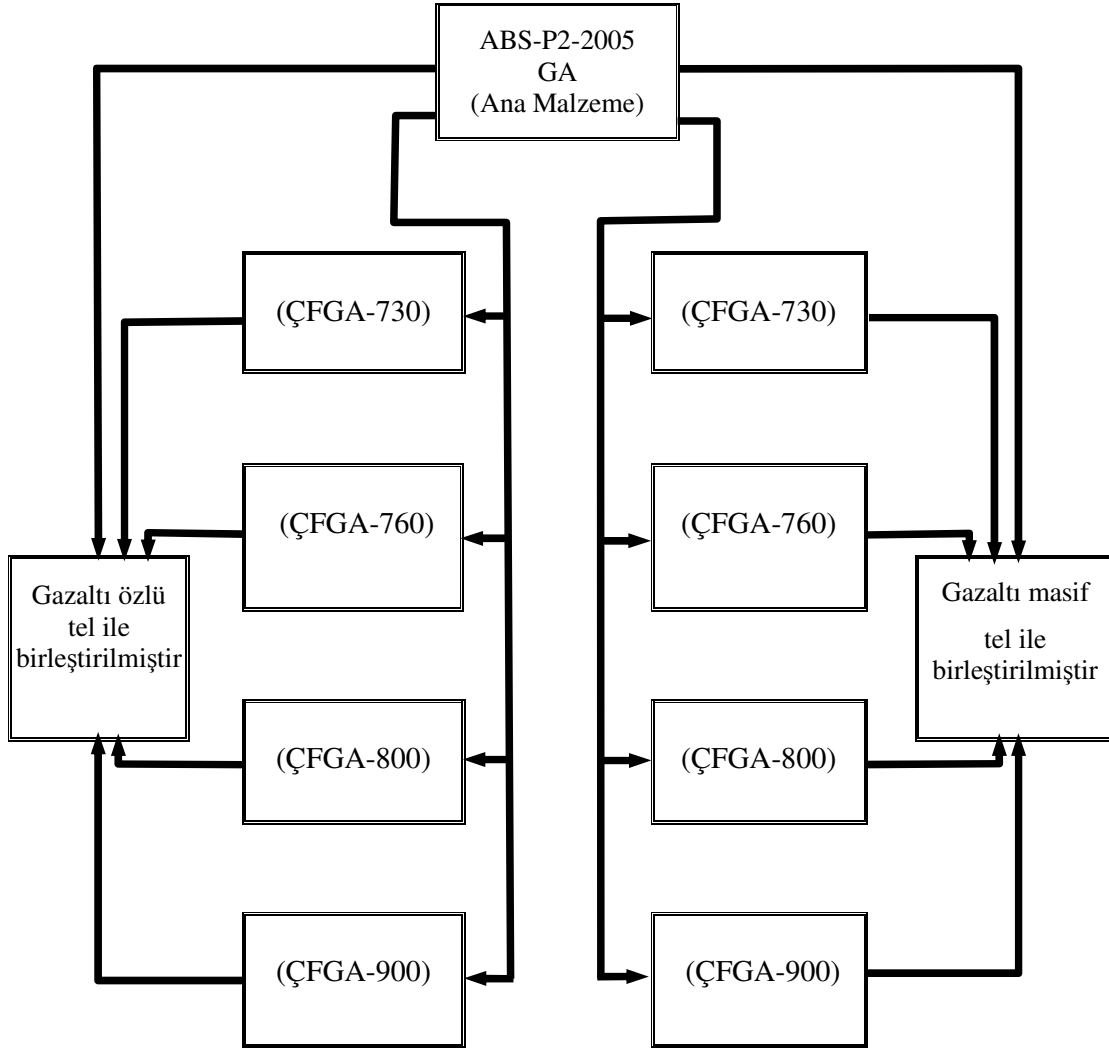 ABS-P2-2005
GA
(Ana Malzeme)
(ÇFGA-730)
(ÇFGA-730)
(ÇFGA-760)
(ÇFGA-760)
Gazaltı özlü
tel ile
birleştirilmiştir
Gazaltı masif
tel ile
birleştirilmiştir
(ÇFGA-800)
(ÇFGA-800)
(ÇFGA-900)
(ÇFGA-900)